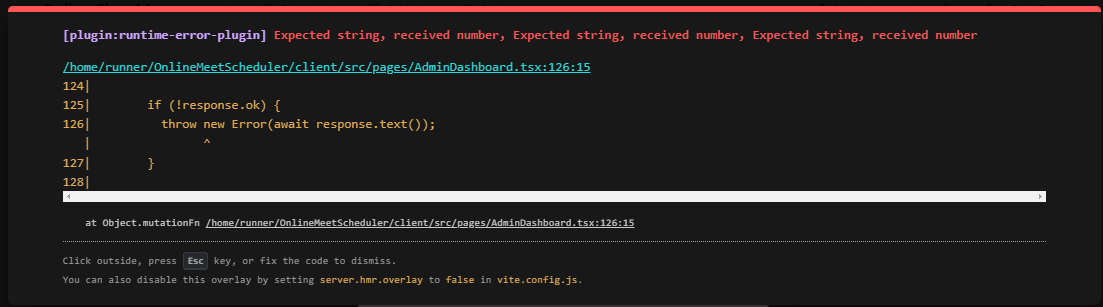 [plugin:runtime-error-plugin] Expected string, received number, Expected string, received number, Expected string, received number
/home/runner/OnlineMeetScheduler/client/src/pages/AdminDashboard.tsx:126:15
124|
125|        if (!response.ok) {
126|          throw new Error(await response.text());
   |                ^
127|        }
128|
at Object.mutationFn /home/runner/OnlineMeetScheduler/client/src/pages/AdminDashboard.tsx:126:15
Click outside, press Esc key, or fix the code to dismiss.
You can also disable this overlay by setting server.hmr.overlay to false in vite.config.js.